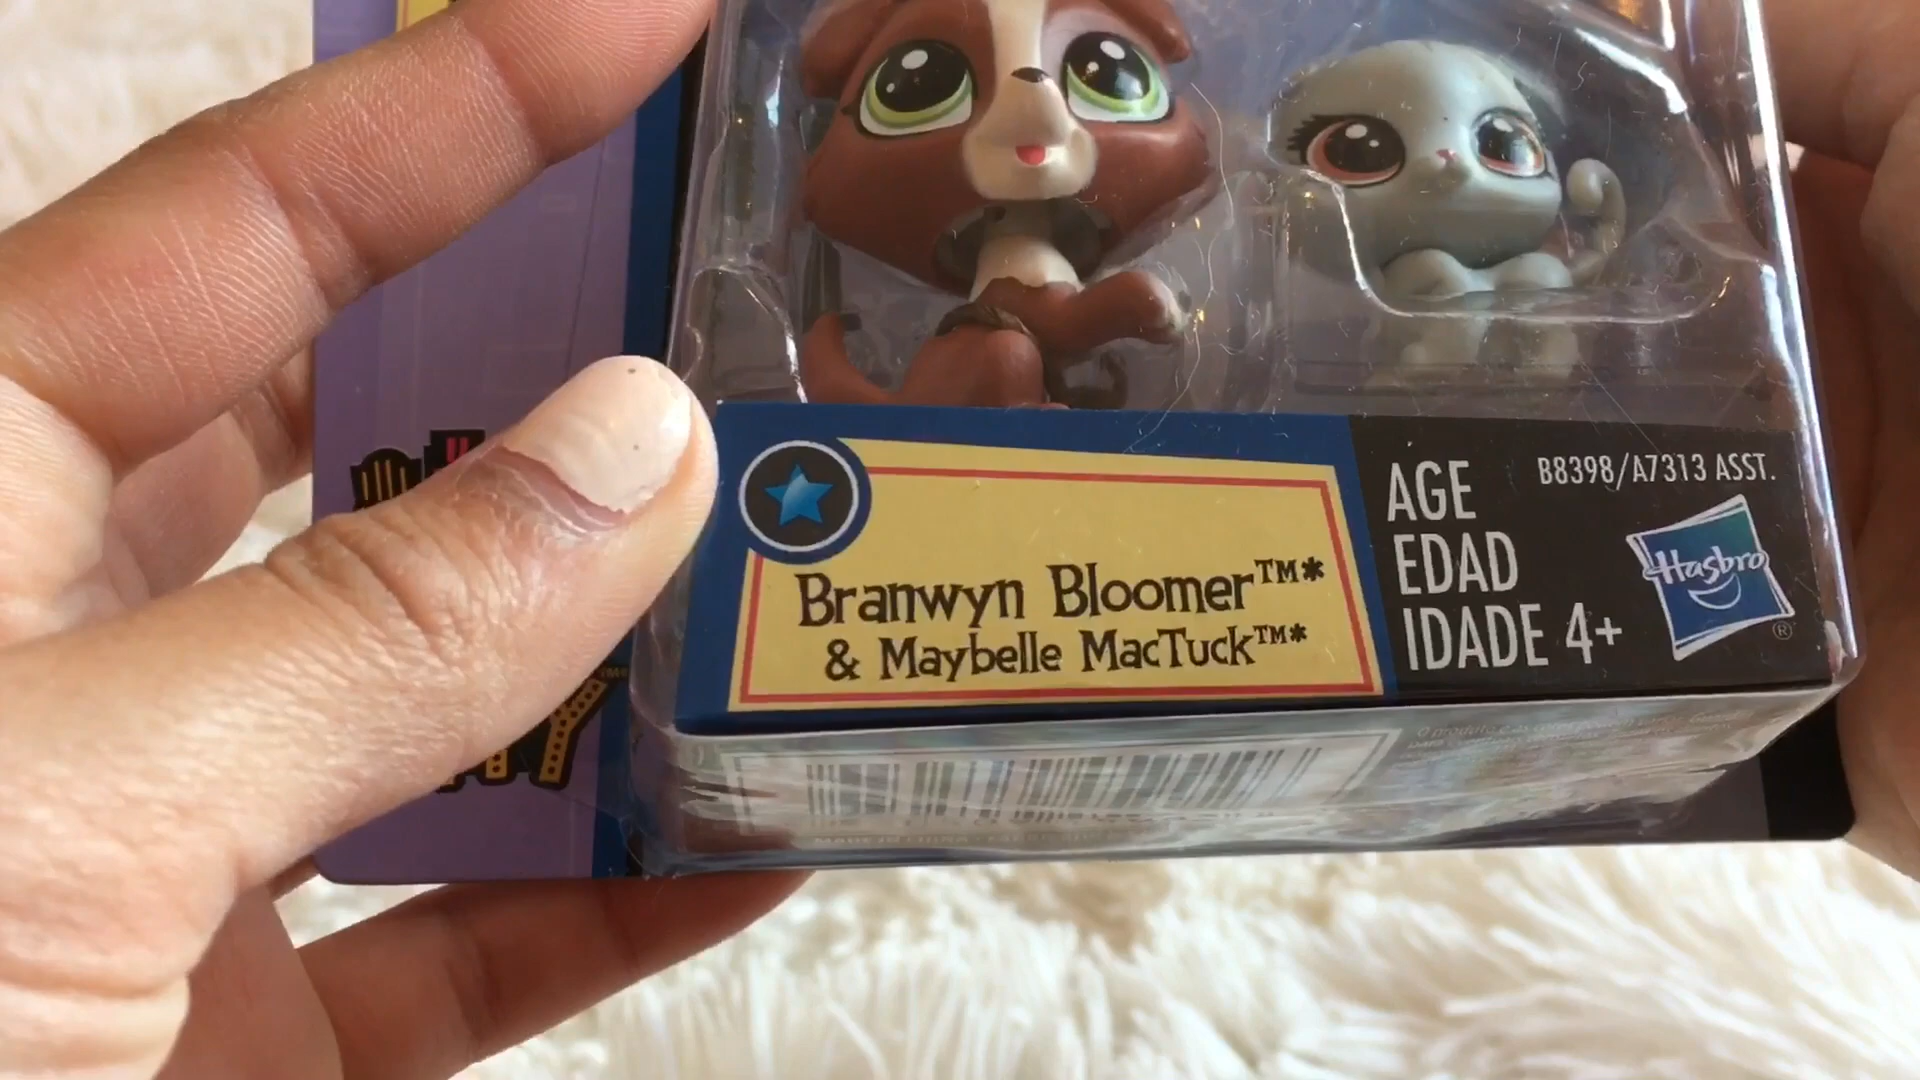 Branwyn Bloomer™*
& Maybelle MacTuck™*
AGE
EDAD
IDADE 4+
B8398/A7313 ASST.
Hasbro
®